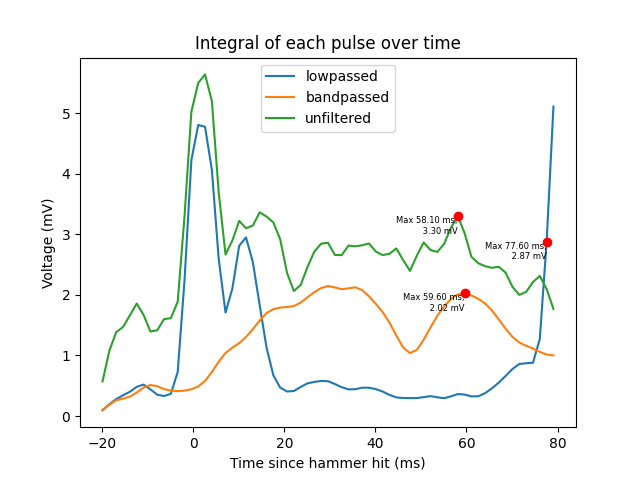 Integral of each pulse over time
lowpassed
bandpassed
unfiltered
Voltage (mV)
5
4
3
2
1
0
Max 58.10 ms,
3.30 mV
Max 77.60 ms,
2.87 mV
Max 59.60 ms,
2.02 mV
−20 0 20 40 60 80
Time since hammer hit (ms)